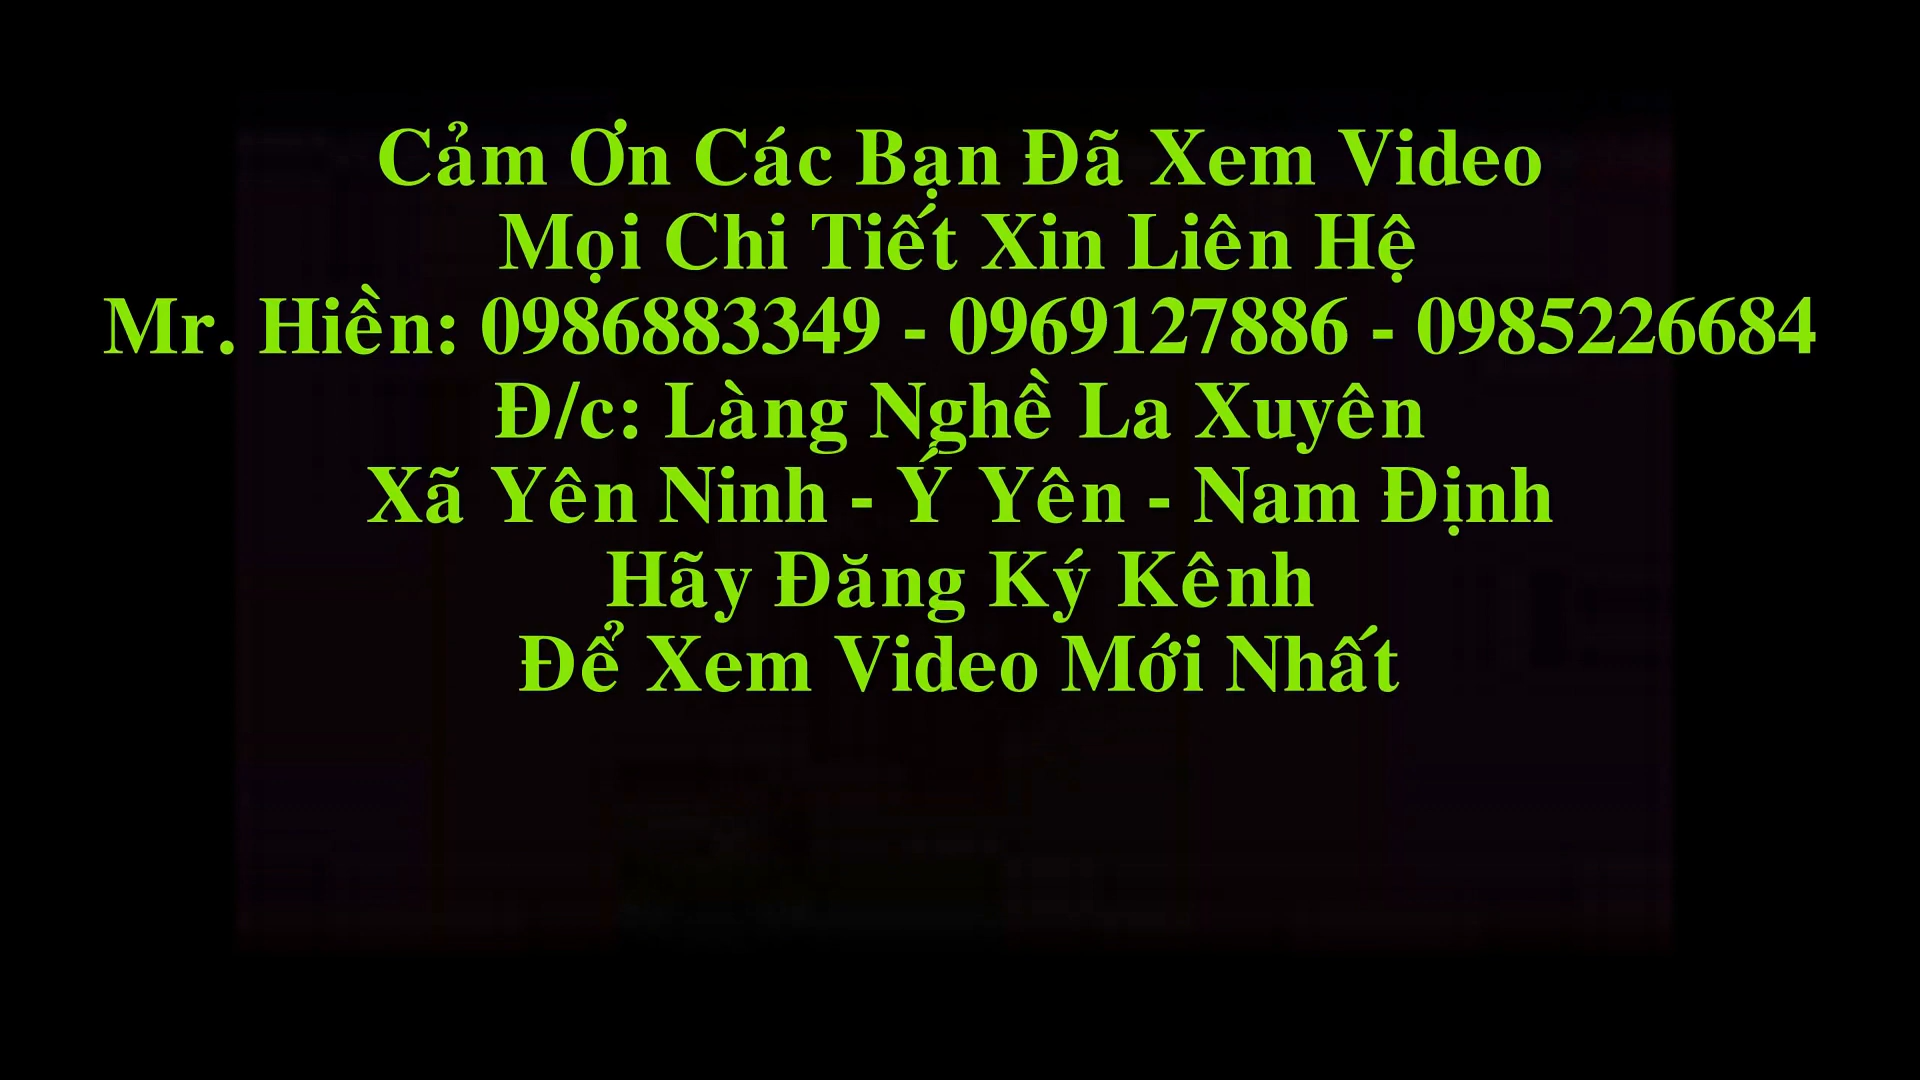 Cảm Ơn Các Bạn Đã Xem Video
Mọi Chi Tiết Xin Liên Hệ
Mr. Hiền: 0986883349 - 0969127886 - 0985226684
Đ/c: Làng Nghề La Xuyên
Xã Yên Ninh - Ý Yên - Nam Định
Hãy Đăng Ký Kênh
Để Xem Video Mới Nhất